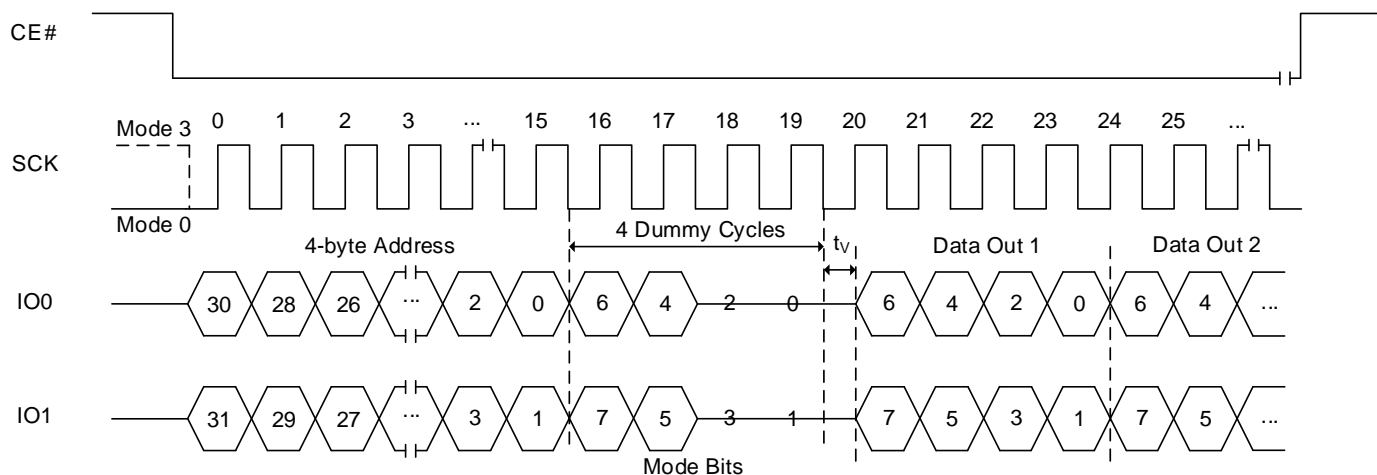 CE#
Mode 3 0 1 2 3 ... 15 16 17 18 19 20 21 22 23 24 25 ...
SCK
Mode 0
4-byte Address 4 Dummy Cycles tV Data Out 1 Data Out 2
IO0 30 28 26 ... 2 0 6 4 2 0 6 4 2 0 6 4 ...
IO1 31 29 27 ... 3 1 7 5 3 1 7 5 3 1 7 5 ...
Mode Bits